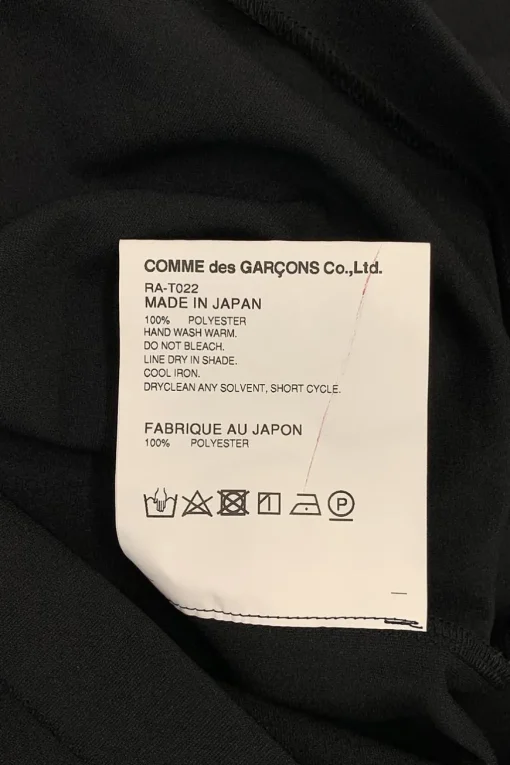 COMME des GARÇONS Co.,Ltd.
RA-T022
MADE IN JAPAN
100% POLYESTER
HAND WASH WARM.
DO NOT BLEACH.
LINE DRY IN SHADE.
COOL IRON.
DRYCLEAN ANY SOLVENT, SHORT CYCLE.
FABRIQUE AU JAPON
100% POLYESTER
P